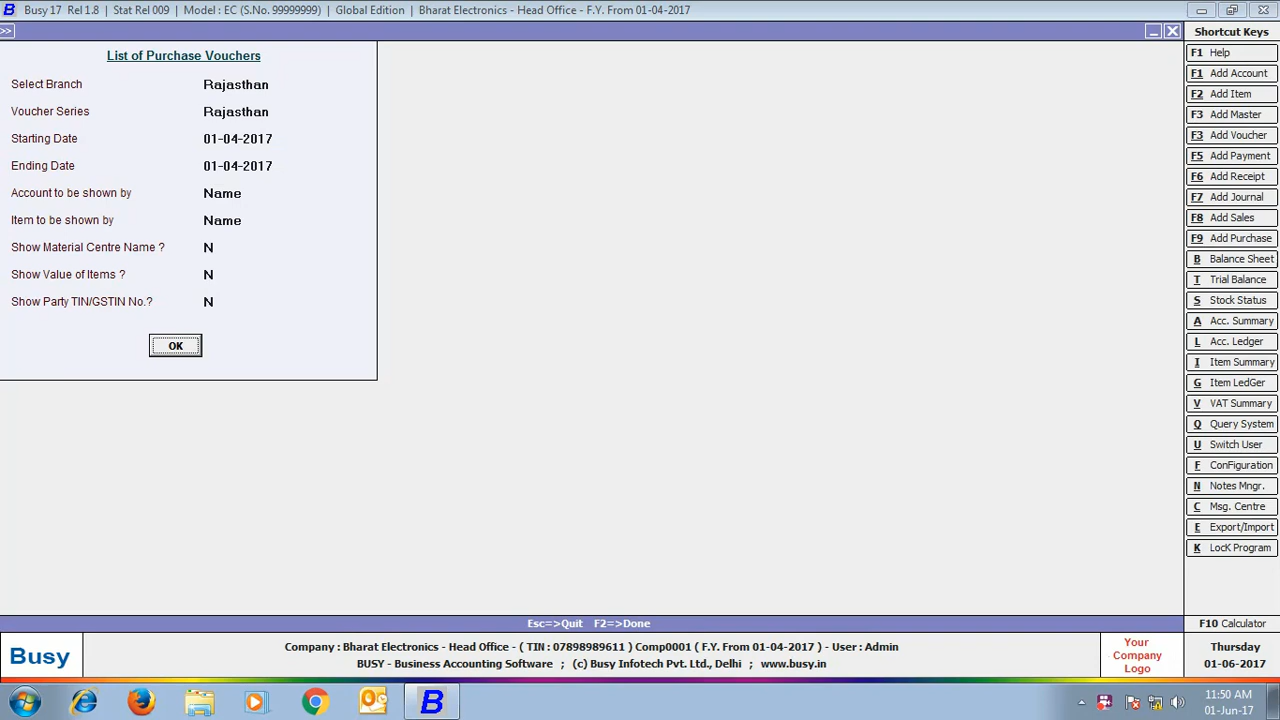 Busy 17 Rel 1.8 | Stat Rel 009 | Model : EC (S.No. 99999999) | Global Edition | Bharat Electronics - Head Office - F.Y. From 01-04-2017
>>
List of Purchase Vouchers
Select Branch Rajasthan
Voucher Series Rajasthan
Starting Date 01-04-2017
Ending Date 01-04-2017
Account to be shown by Name
Item to be shown by Name
Show Material Centre Name ? N
Show Value of Items ? N
Show Party TIN/GSTIN No.? N
OK
Shortcut Keys
F1 Help
F1 Add Account
F2 Add Item
F3 Add Master
F3 Add Voucher
F5 Add Payment
F6 Add Receipt
F7 Add Journal
F8 Add Sales
F9 Add Purchase
B Balance Sheet
T Trial Balance
S Stock Status
A Acc. Summary
L Acc. Ledger
I Item Summary
G Item LedGer
V VAT Summary
Q Query System
U Switch User
F ConFiguration
N Notes Mngr.
C Msg. Centre
E Export/Import
K LocK Program
Esc=>Quit F2=>Done
F10 Calculator
Busy
Company : Bharat Electronics - Head Office - ( TIN : 07898989611 ) Comp0001 ( F.Y. From 01-04-2017 ) - User : Admin
BUSY - Business Accounting Software ; (c) Busy Infotech Pvt. Ltd., Delhi ; www.busy.in
Your
Company
Logo
Thursday
01-06-2017
11:50 AM
01-Jun-17